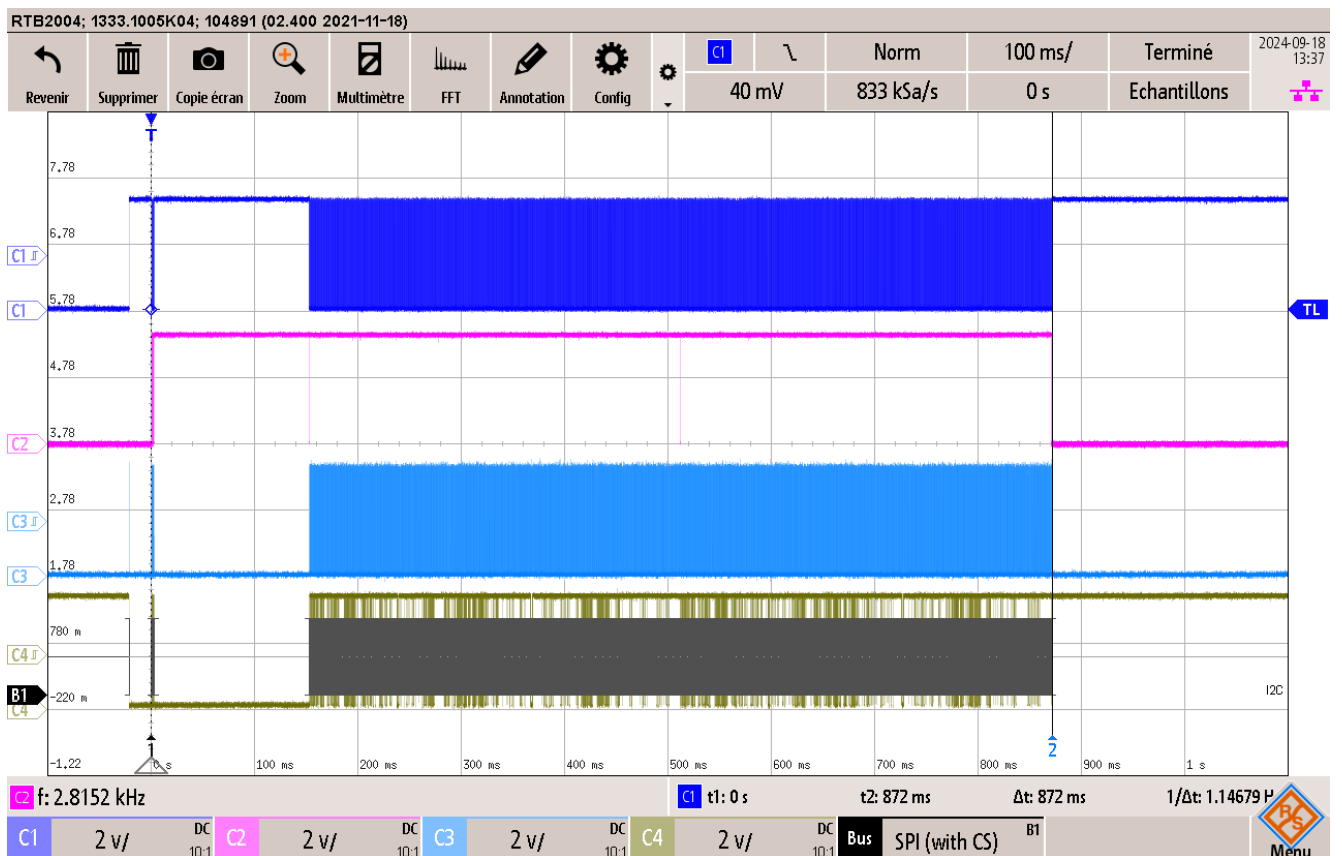 RTB2004; 1333.1005K04; 104891 (02.400 2021-11-18)
Revenir Supprimer Copie écran Zoom Multimètre FFT Annotation Config
C1 Norm 100 ms/ Terminé
40 mV 833 kSa/s 0 s Echantillons
2024-09-18
13:37
T
7.78
6.78
C1
5.78
C1
TL
4.78
3.78
C2
2.78
C3
1.78
C3
780 m
C4
B1
-220 m
C4
I2C
1
2
-1.22
0 s 100 ms 200 ms 300 ms 400 ms 500 ms 600 ms 700 ms 800 ms 900 ms 1 s
C2 f: 2.8152 kHz
C1 t1: 0 s t2: 872 ms Δt: 872 ms 1/Δt: 1.14679 H
C1 2 V/ DC 10:1
C2 2 V/ DC 10:1
C3 2 V/ DC 10:1
C4 2 V/ DC 10:1
Bus SPI (with CS) B1
R&S
Menu